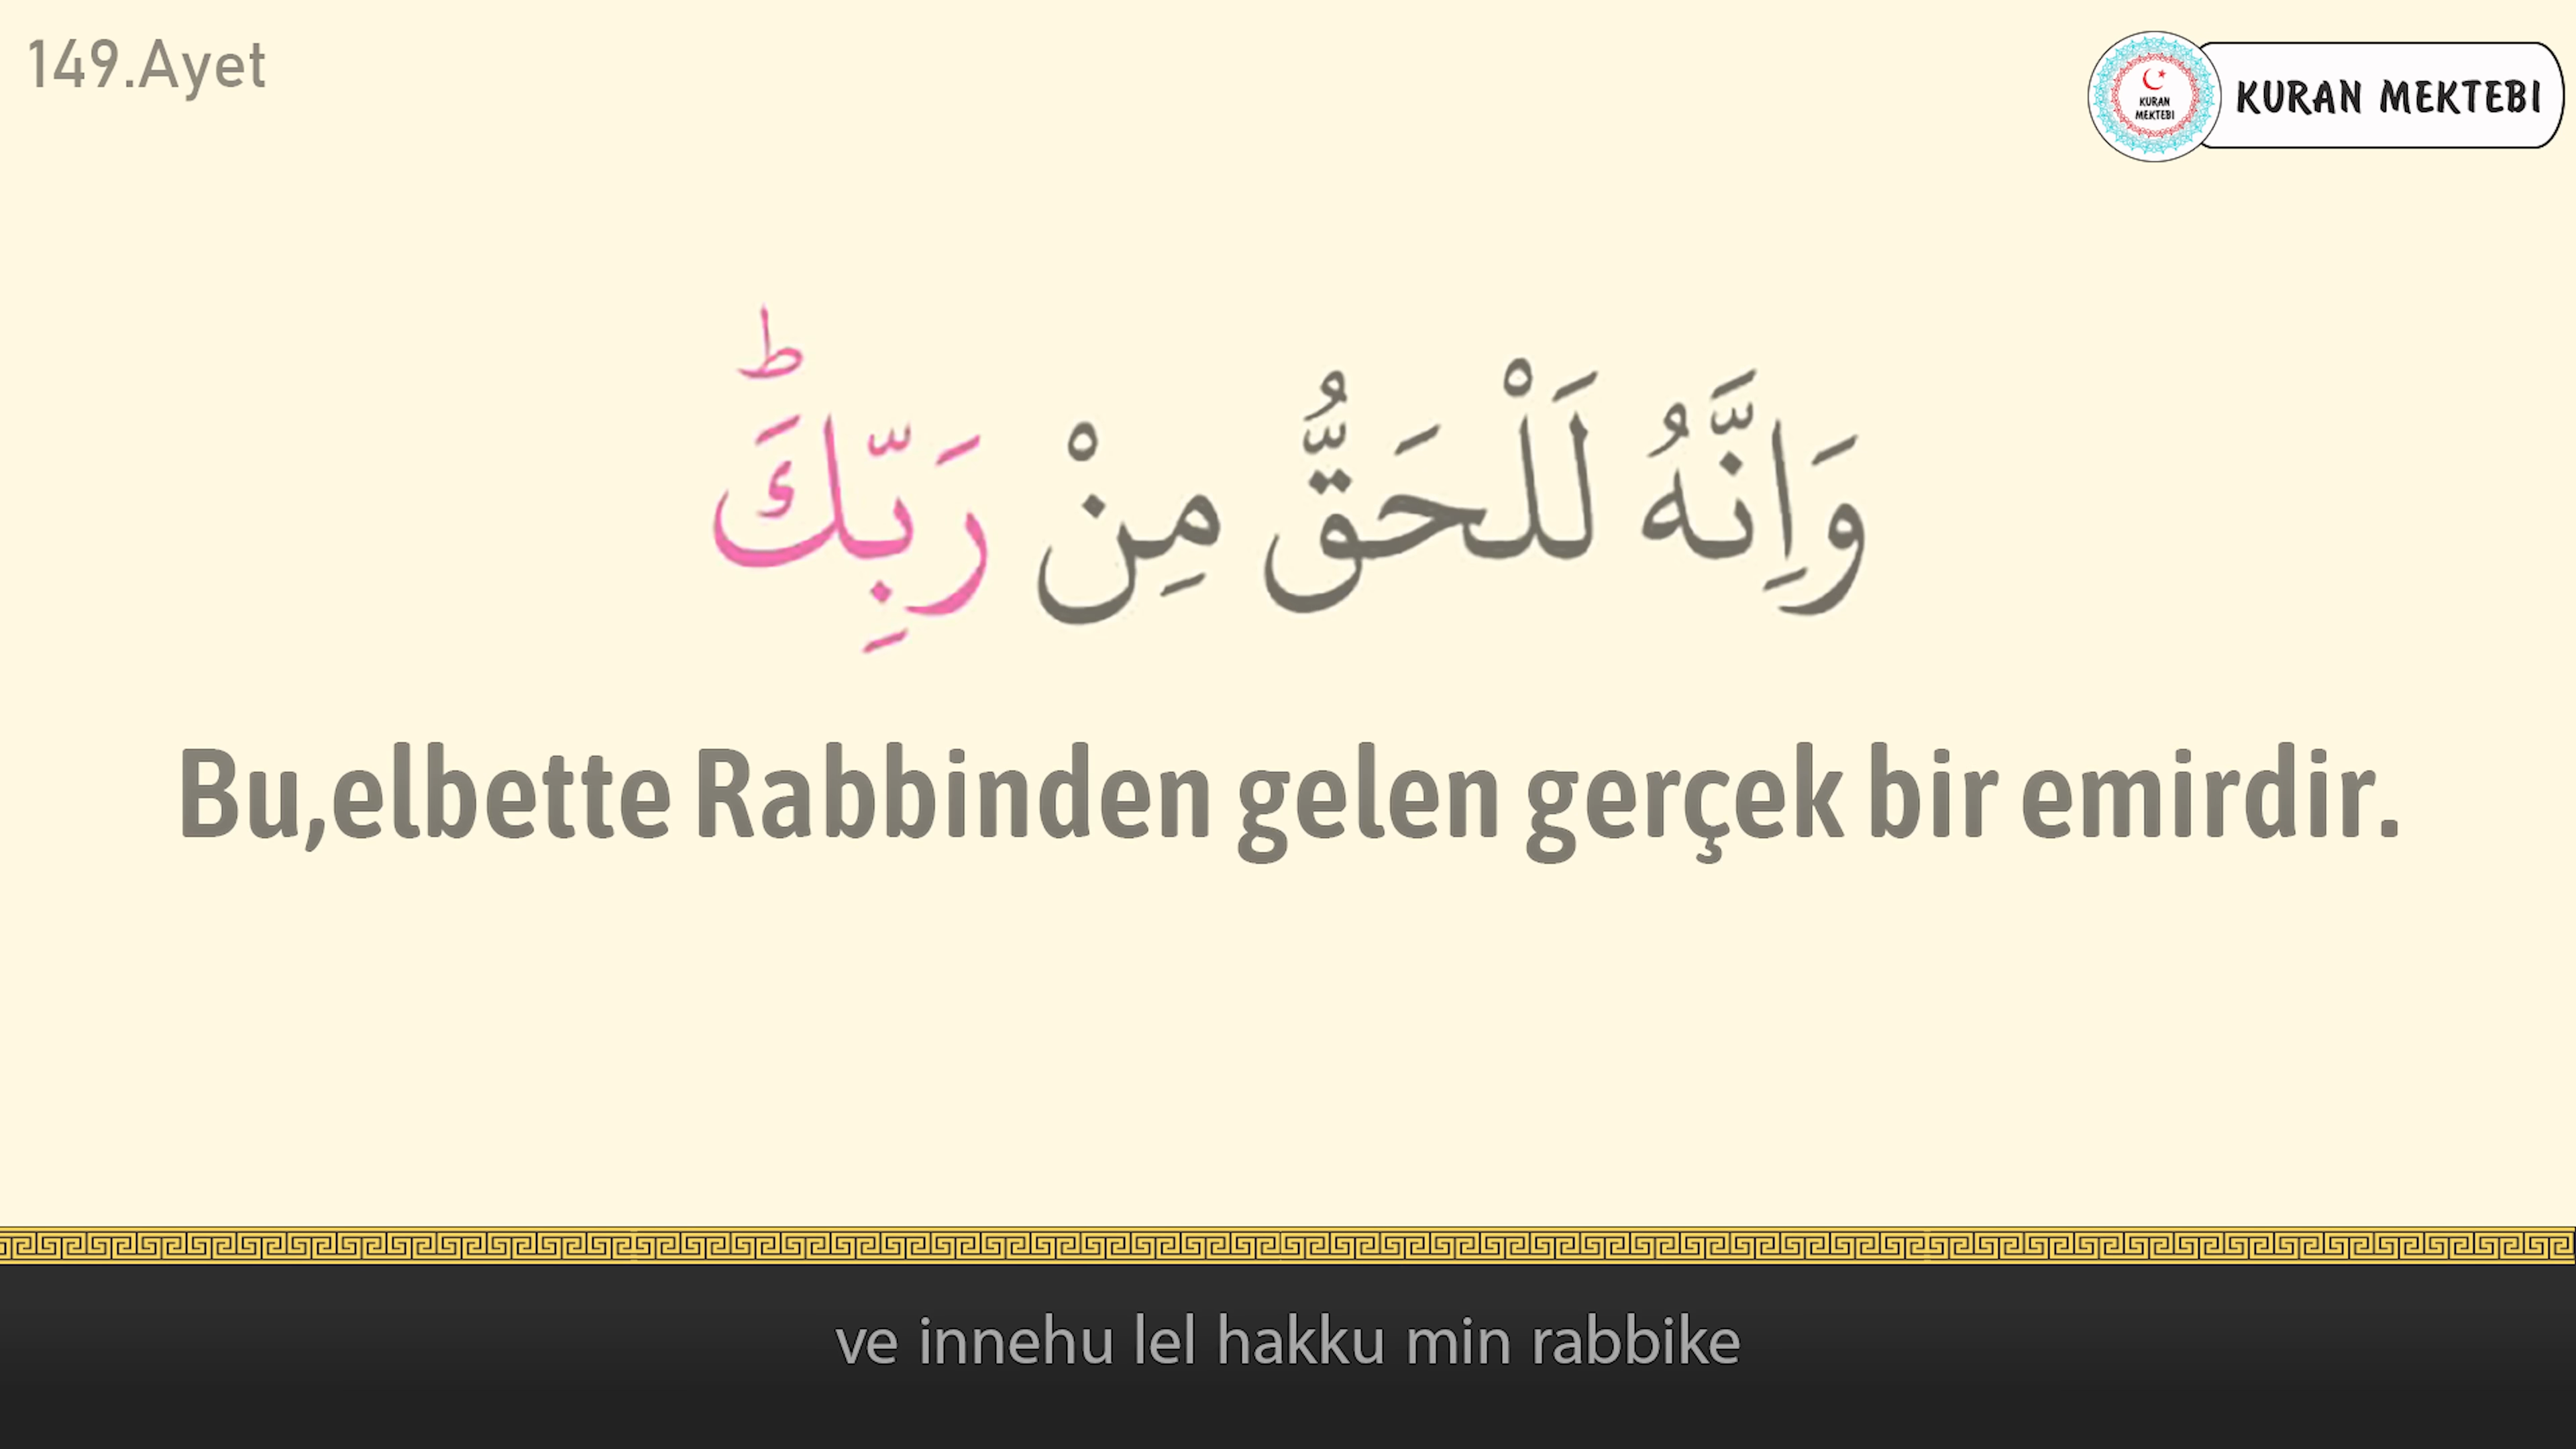 149.Ayet
KURAN
MEKTEBI
KURAN MEKTEBI
وَاِنَّهُ لَلْحَقُّ مِنْ رَبِّكَ ط
Bu,elbette Rabbinden gelen gerçek bir emirdir.
ve innehu lel hakku min rabbike